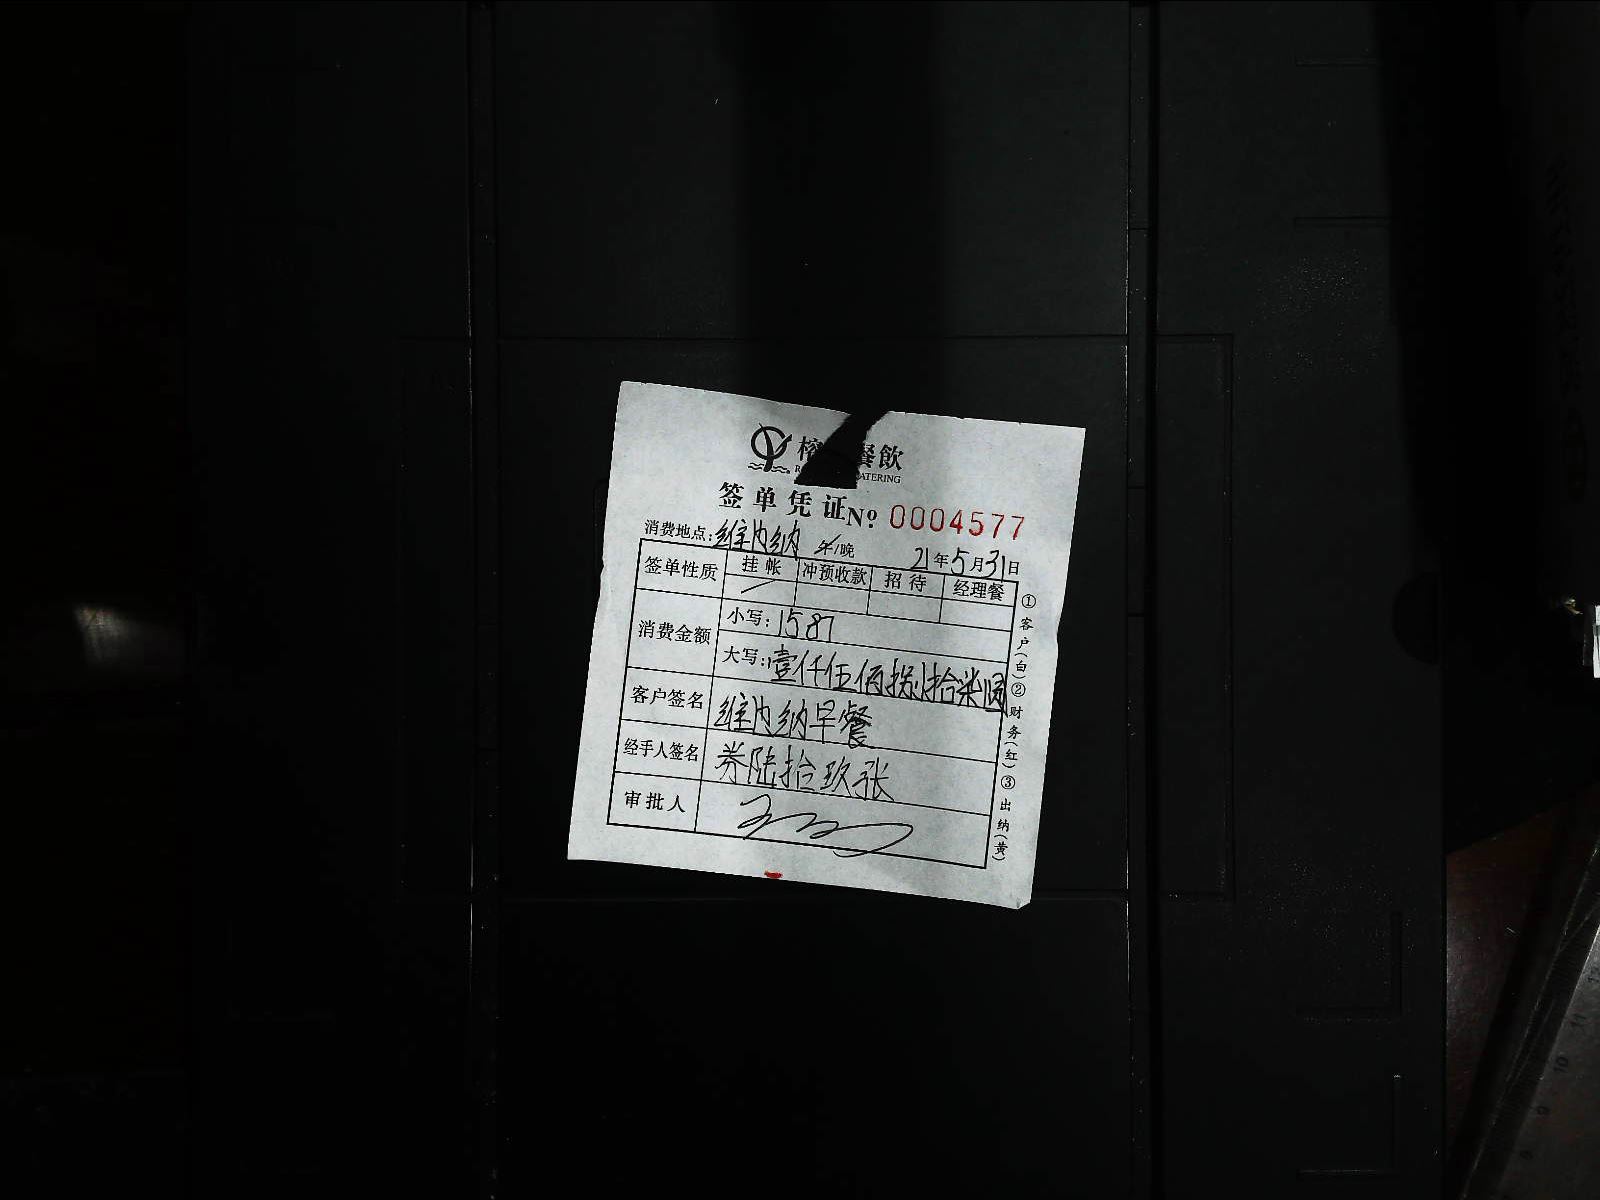 榕 餐飲
ATERING
签单凭证 Nº 0004577
消费地点:维也纳 午/晚 21年5月31日
签单性质 挂帐 冲预收款 招待 经理餐
消费金额 小写:1587
大写:壹仟伍佰捌拾柒圆
客户签名 维也纳早餐
经手人签名 券陆拾玖张
审批人
①客户(白)②财务(红)③出纳(黄)